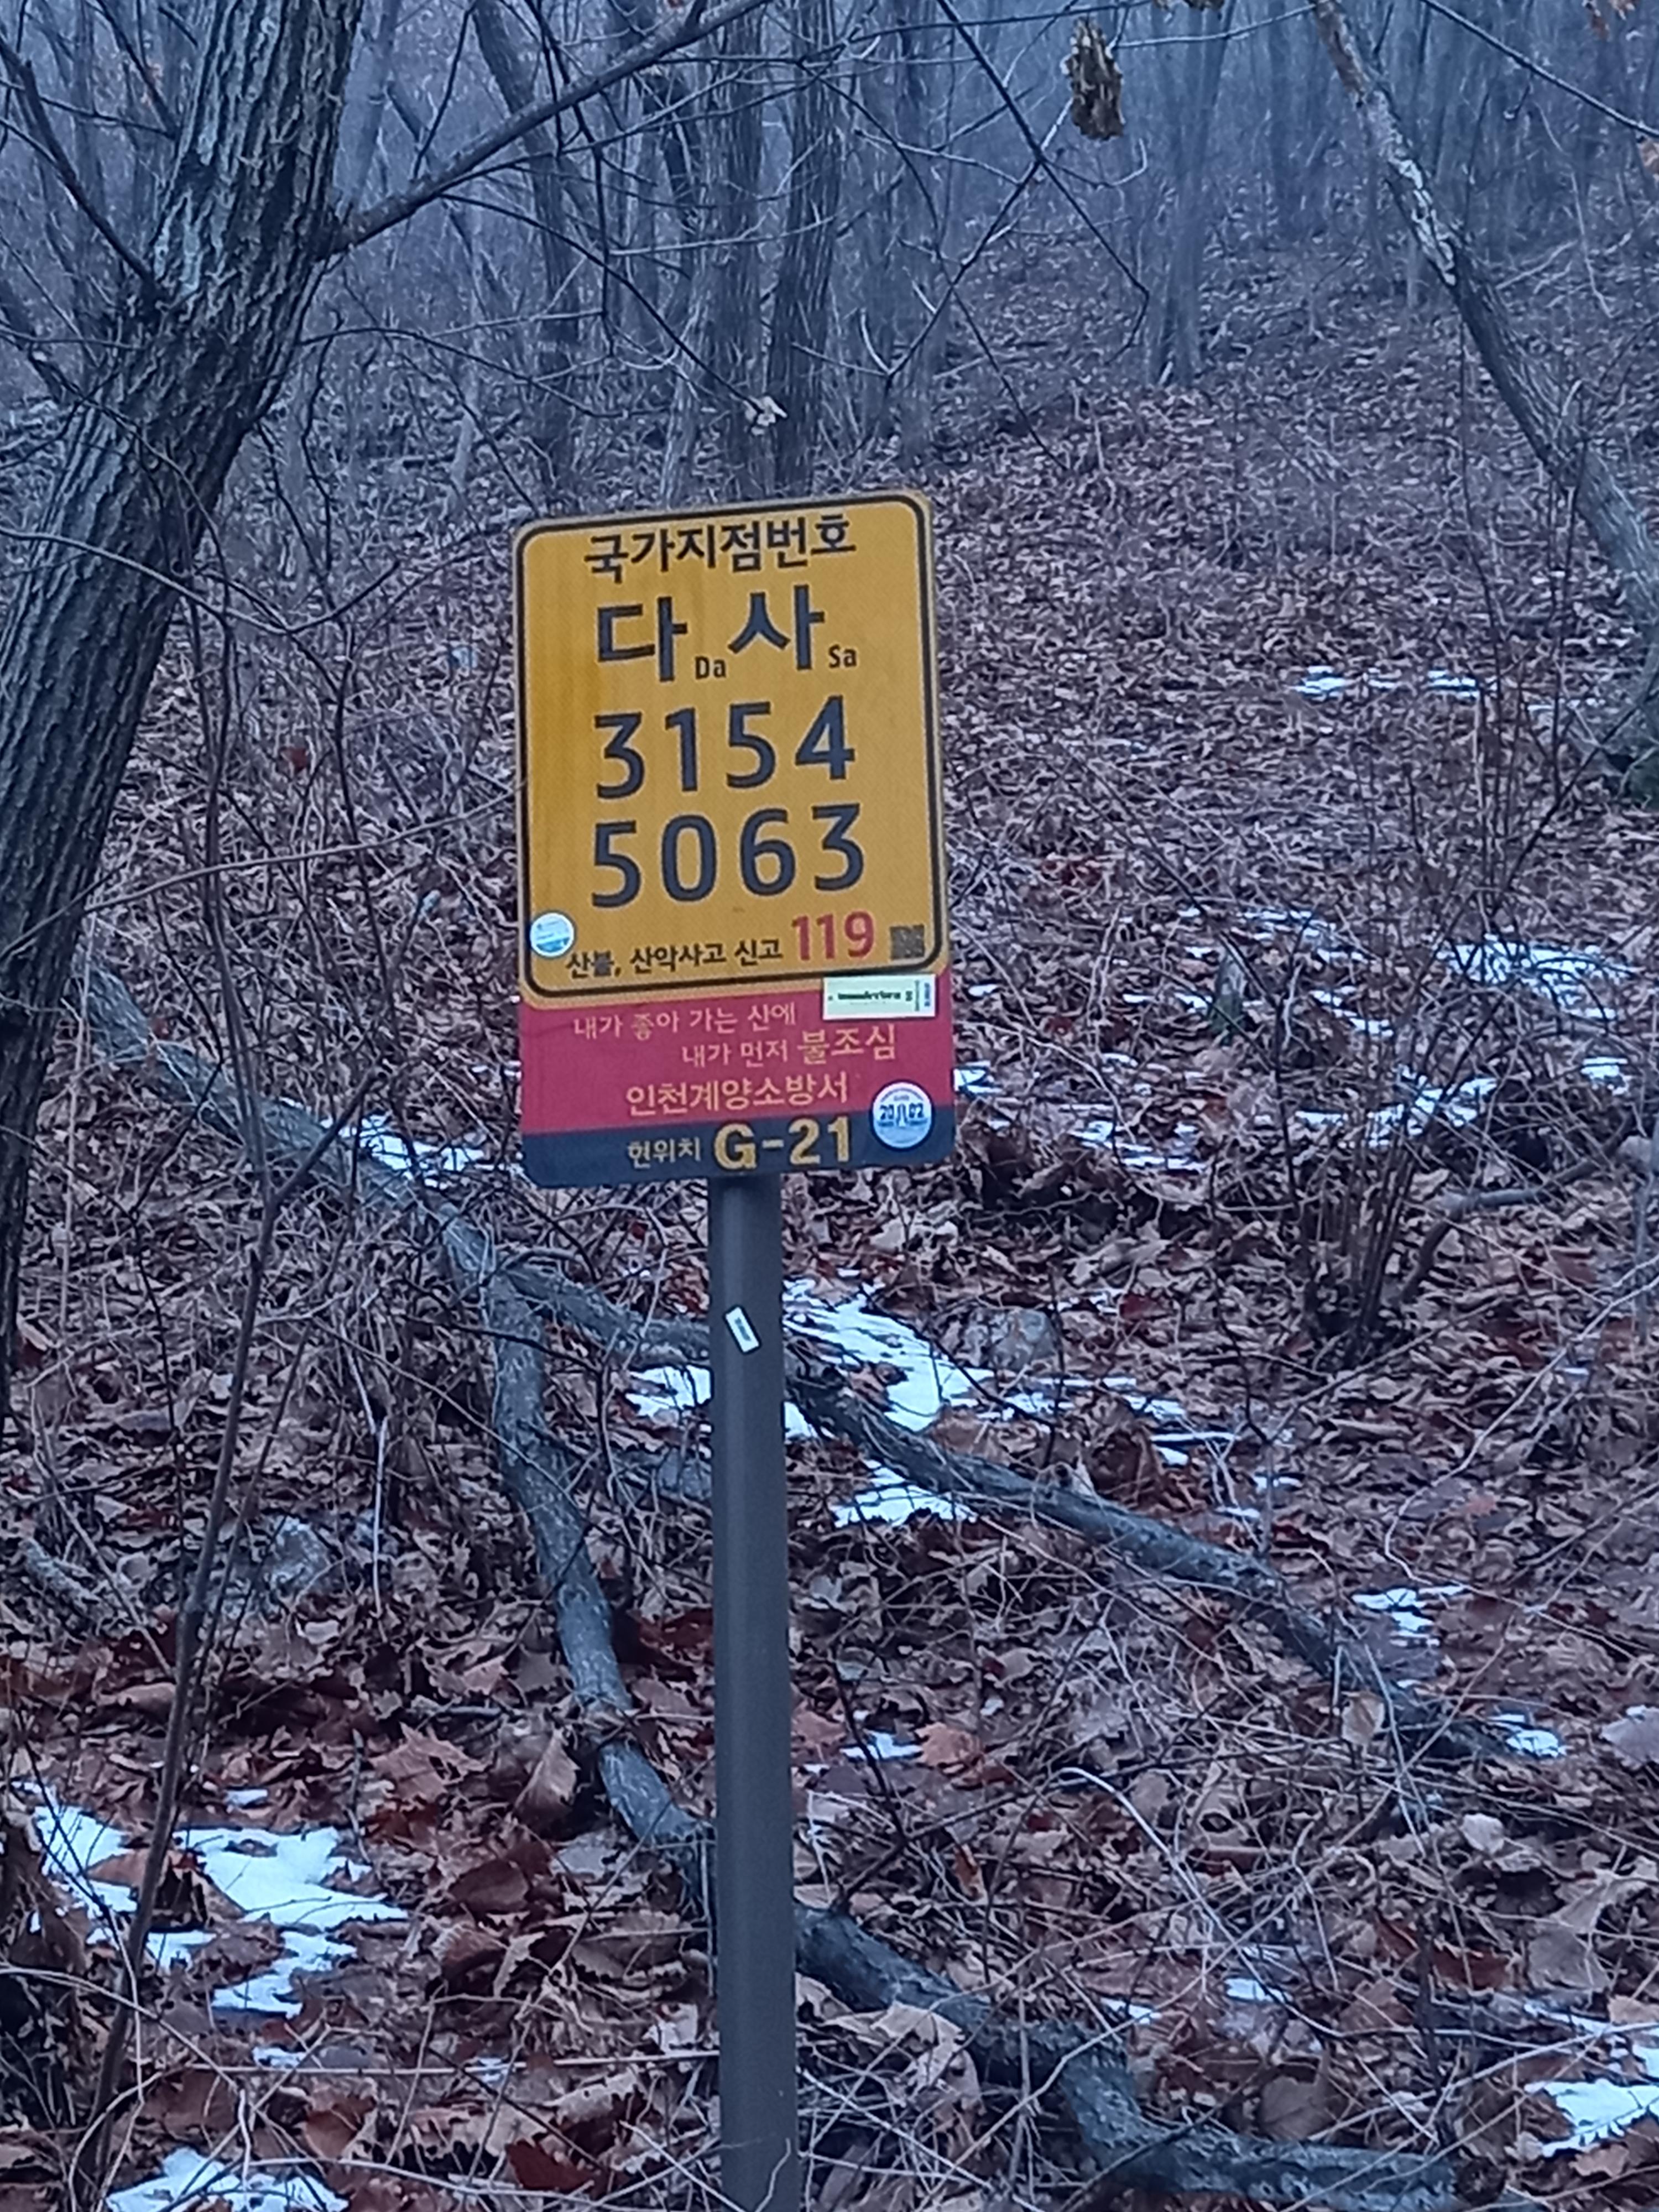 국가지점번호
다 Da 사 Sa
3154
5063
산불, 산악사고 신고 119
내가 좋아 가는 산에
내가 먼저 불조심
인천계양소방서
현위치 G-21